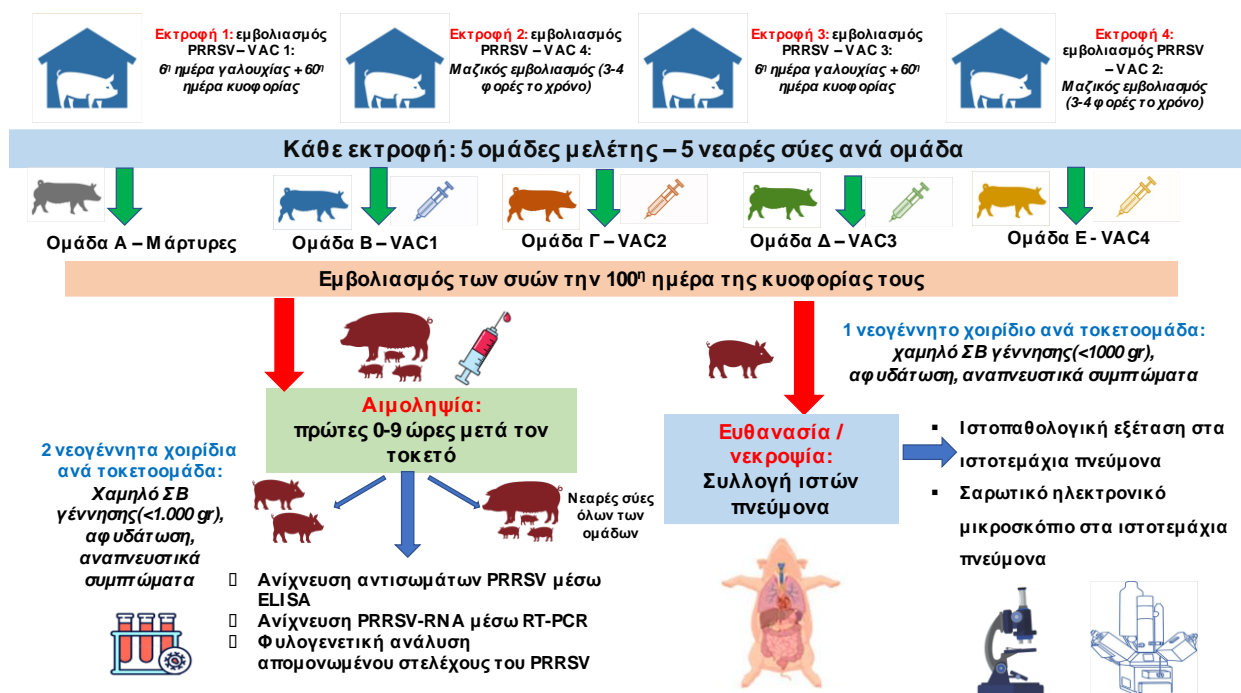 Εκτροφή 1: εμβολιασμός
PRRSV– VAC 1:
6η ημέρα γαλουχίας + 60η
ημέρα κυοφορίας
Εκτροφή 2: εμβολιασμός
PRRSV – VAC 4:
Μαζικός εμβολιασμός (3-4
φορές το χρόνο)
Εκτροφή 3: εμβολιασμός
PRRSV – VAC 3:
6η ημέρα γαλουχίας + 60η
ημέρα κυοφορίας
Εκτροφή 4:
εμβολιασμός PRRSV
– VAC 2:
Μαζικός εμβολιασμός
(3-4 φορές το χρόνο)
Κάθε εκτροφή: 5 ομάδες μελέτης – 5 νεαρές σύες ανά ομάδα
Ομάδα Α – Μάρτυρες
Ομάδα Β – VAC1
Ομάδα Γ – VAC2
Ομάδα Δ – VAC3
Ομάδα Ε - VAC4
Εμβολιασμός των συών την 100η ημέρα της κυοφορίας τους
Αιμοληψία:
πρώτες 0-9 ώρες μετά τον
τοκετό
2 νεογέννητα χοιρίδια
ανά τοκετοομάδα:
Χαμηλό ΣΒ
γέννησης(<1.000 gr),
αφυδάτωση,
αναπνευστικά
συμπτώματα
Νεαρές σύες
όλων των
ομάδων
Ανίχνευση αντισωμάτων PRRSV μέσω
ELISA
Ανίχνευση PRRSV-RNA μέσω RT-PCR
Φυλογενετική ανάλυση
απομονωμένου στελέχους του PRRSV
1 νεογέννητο χοιρίδιο ανά τοκετοομάδα:
χαμηλό ΣΒ γέννησης(<1000 gr),
αφυδάτωση, αναπνευστικά συμπτώματα
Ευθανασία /
νεκροψία:
Συλλογή ιστών
πνεύμονα
▪ Ιστοπαθολογική εξέταση στα
ιστοτεμάχια πνεύμονα
▪ Σαρωτικό ηλεκτρονικό
μικροσκόπιο στα ιστοτεμάχια
πνεύμονα